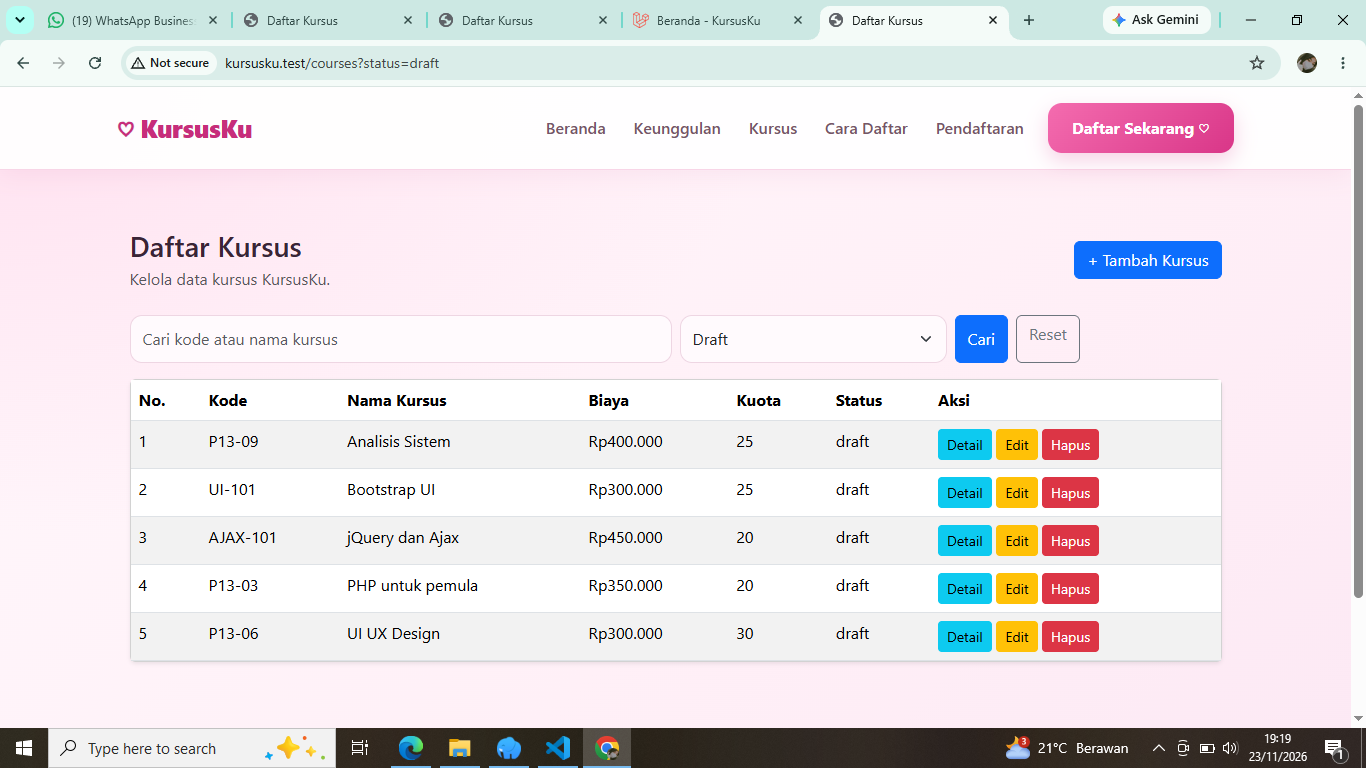 (19) WhatsApp Business
Daftar Kursus
Daftar Kursus
Beranda - KursusKu
Daftar Kursus
Ask Gemini
Not secure
kursusku.test/courses?status=draft
KursusKu
Beranda
Keunggulan
Kursus
Cara Daftar
Pendaftaran
Daftar Sekarang ♡
Daftar Kursus
Kelola data kursus KursusKu.
+ Tambah Kursus
Cari kode atau nama kursus
Draft
Cari
Reset
No. Kode Nama Kursus Biaya Kuota Status Aksi
1 P13-09 Analisis Sistem Rp400.000 25 draft Detail Edit Hapus
2 UI-101 Bootstrap UI Rp300.000 25 draft Detail Edit Hapus
3 AJAX-101 jQuery dan Ajax Rp450.000 20 draft Detail Edit Hapus
4 P13-03 PHP untuk pemula Rp350.000 20 draft Detail Edit Hapus
5 P13-06 UI UX Design Rp300.000 30 draft Detail Edit Hapus
Type here to search
3
21°C Berawan
19:19
23/11/2026
1